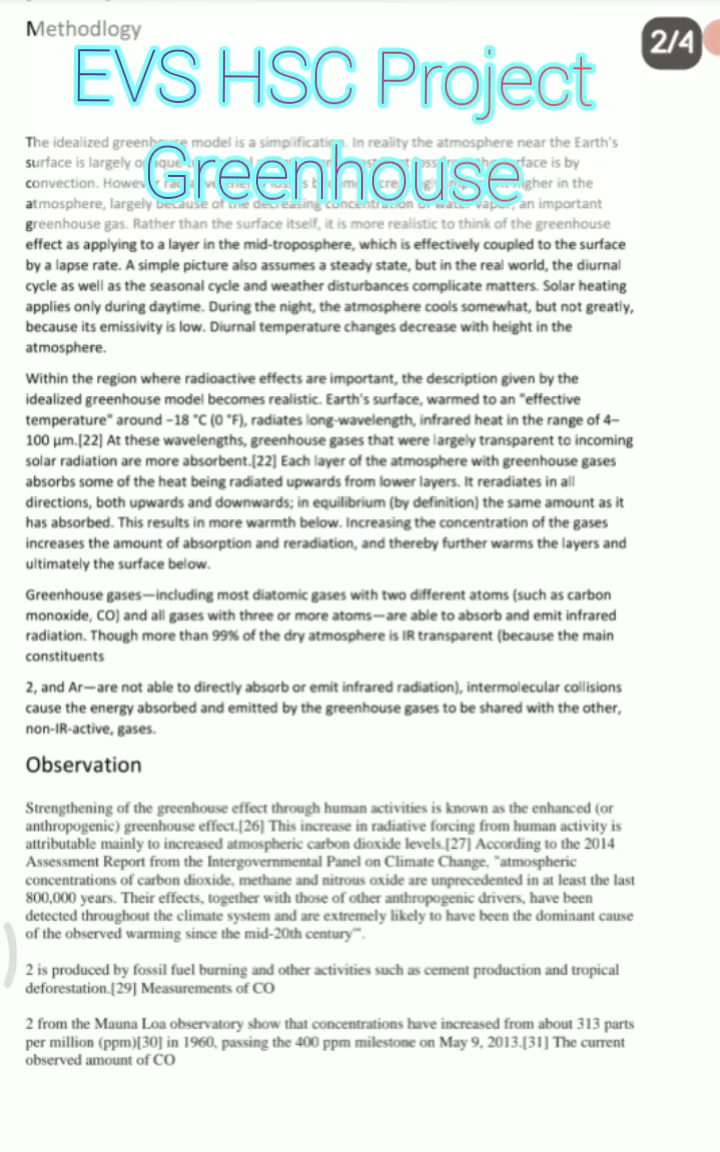 Methodlogy
2/4
EVS HSC Project
Greenhouse
The idealized greenhouse model is a simplification. In reality the atmosphere near the Earth's
surface is largely is by
convection. in the
atmosphere, largely because of the decreasing concentration of water vapor, an important
greenhouse gas. Rather than the surface itself, it is more realistic to think of the greenhouse
effect as applying to a layer in the mid-troposphere, which is effectively coupled to the surface
by a lapse rate. A simple picture also assumes a steady state, but in the real world, the diurnal
cycle as well as the seasonal cycle and weather disturbances complicate matters. Solar heating
applies only during daytime. During the night, the atmosphere cools somewhat, but not greatly,
because its emissivity is low. Diurnal temperature changes decrease with height in the
atmosphere.
Within the region where radioactive effects are important, the description given by the
idealized greenhouse model becomes realistic. Earth's surface, warmed to an "effective
temperature" around −18 °C (0 °F), radiates long-wavelength, infrared heat in the range of 4–
100 μm.[22] At these wavelengths, greenhouse gases that were largely transparent to incoming
solar radiation are more absorbent.[22] Each layer of the atmosphere with greenhouse gases
absorbs some of the heat being radiated upwards from lower layers. It reradiates in all
directions, both upwards and downwards; in equilibrium (by definition) the same amount as it
has absorbed. This results in more warmth below. Increasing the concentration of the gases
increases the amount of absorption and reradiation, and thereby further warms the layers and
ultimately the surface below.
Greenhouse gases—including most diatomic gases with two different atoms (such as carbon
monoxide, CO) and all gases with three or more atoms—are able to absorb and emit infrared
radiation. Though more than 99% of the dry atmosphere is IR transparent (because the main
constituents
2, and Ar—are not able to directly absorb or emit infrared radiation), intermolecular collisions
cause the energy absorbed and emitted by the greenhouse gases to be shared with the other,
non-IR-active, gases.
Observation
Strengthening of the greenhouse effect through human activities is known as the enhanced (or
anthropogenic) greenhouse effect.[26] This increase in radiative forcing from human activity is
attributable mainly to increased atmospheric carbon dioxide levels.[27] According to the 2014
Assessment Report from the Intergovernmental Panel on Climate Change, "atmospheric
concentrations of carbon dioxide, methane and nitrous oxide are unprecedented in at least the last
800,000 years. Their effects, together with those of other anthropogenic drivers, have been
detected throughout the climate system and are extremely likely to have been the dominant cause
of the observed warming since the mid-20th century'".
2 is produced by fossil fuel burning and other activities such as cement production and tropical
deforestation.[29] Measurements of CO
2 from the Mauna Loa observatory show that concentrations have increased from about 313 parts
per million (ppm)[30] in 1960, passing the 400 ppm milestone on May 9, 2013.[31] The current
observed amount of CO